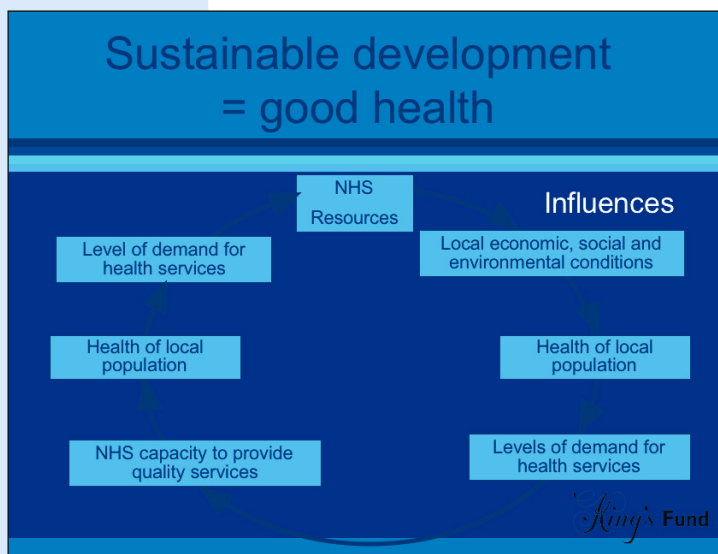 Sustainable development
= good health
NHS
Resources
Influences
Local economic, social and
environmental conditions
Health of local
population
Levels of demand for
health services
NHS capacity to provide
quality services
Health of local
population
Level of demand for
health services
King's Fund